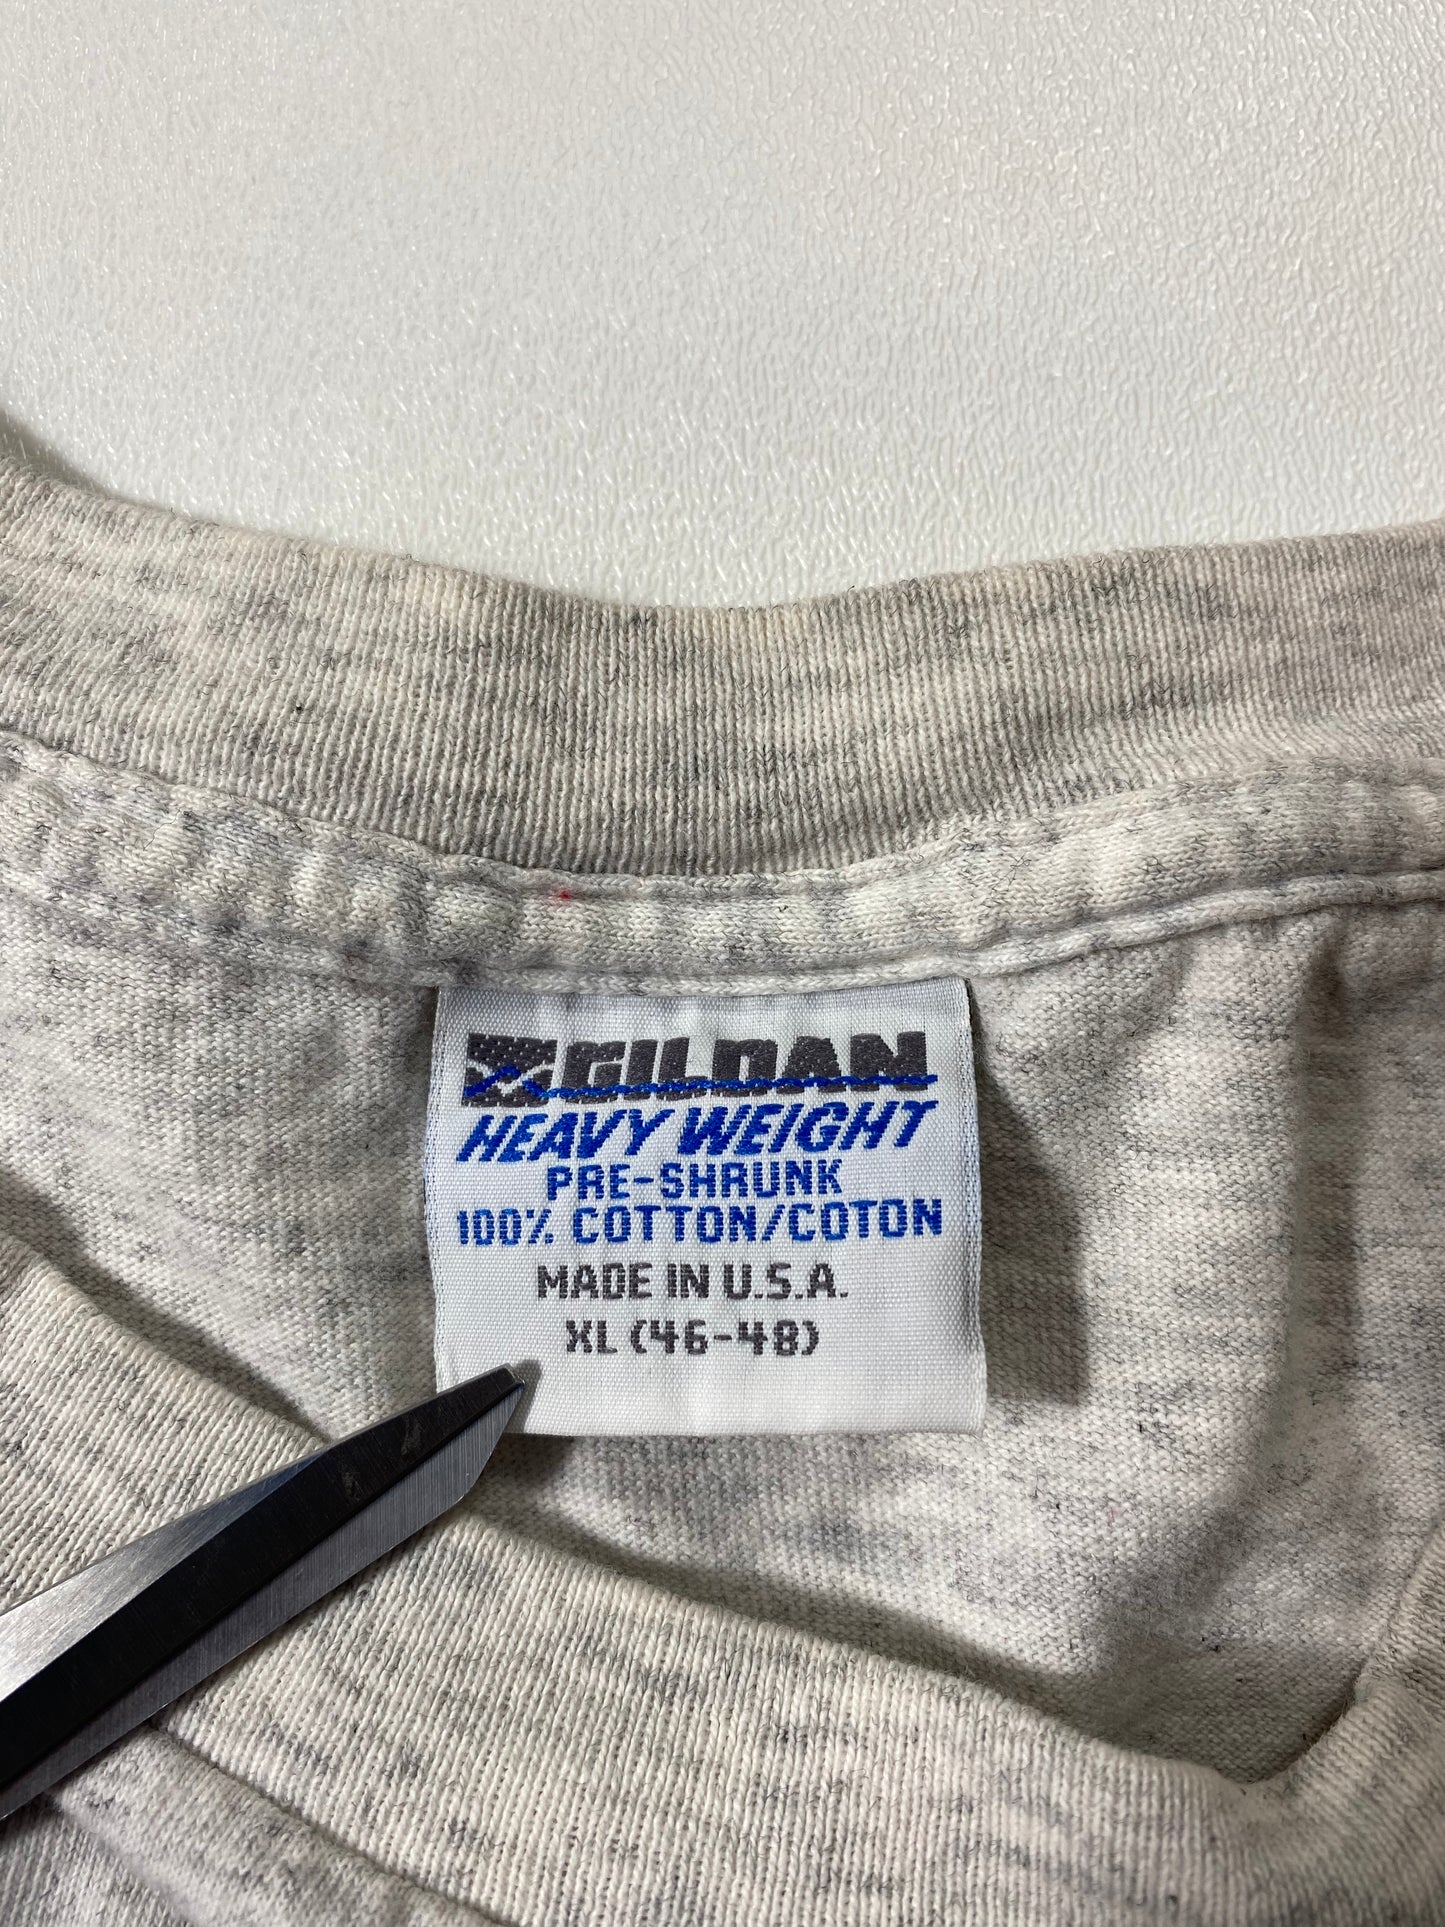 GILDAN
HEAVY WEIGHT
PRE-SHRUNK
100% COTTON/COTON
MADE IN U.S.A.
XL (46-48)